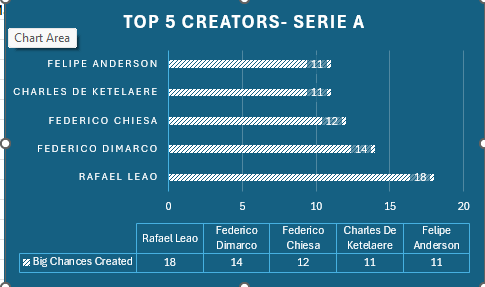 TOP 5 CREATORS- SERIE A
Chart Area
FELIPE ANDERSON
11
CHARLES DE KETELAERE
11
FEDERICO CHIESA
12
FEDERICO DIMARCO
14
RAFAEL LEAO
18
0 5 10 15 20
Rafael Leao Federico Dimarco Federico Chiesa Charles De Ketelaere Felipe Anderson
Big Chances Created 18 14 12 11 11